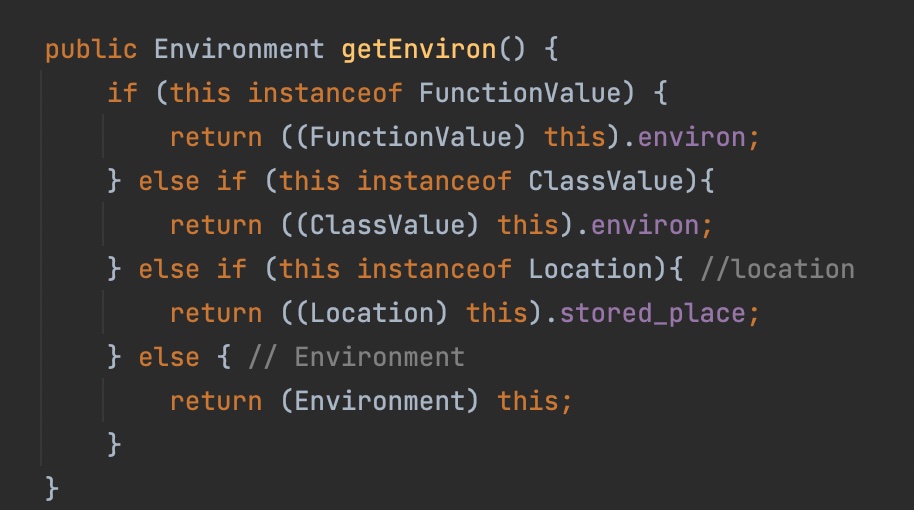 public Environment getEnviron() {
    if (this instanceof FunctionValue) {
        return ((FunctionValue) this).environ;
    } else if (this instanceof ClassValue){
        return ((ClassValue) this).environ;
    } else if (this instanceof Location){ //location
        return ((Location) this).stored_place;
    } else { // Environment
        return (Environment) this;
    }
}